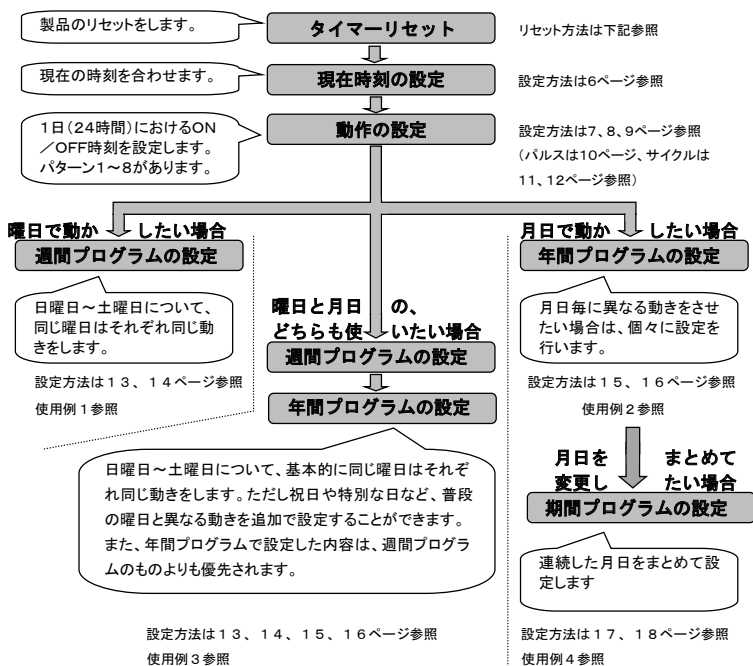 製品のリセットをします。
タイマーリセット
リセット方法は下記参照
現在の時刻を合わせます。
現在時刻の設定
設定方法は6ページ参照
1日(24時間)におけるON
/OFF時刻を設定します。
パターン1~8があります。
動作の設定
設定方法は7、8、9ページ参照
(パルスは10ページ、サイクルは
11、12ページ参照)
曜日で動かしたい場合
週間プログラムの設定
日曜日~土曜日について、
同じ曜日はそれぞれ同じ動
きをします。
設定方法は13、14ページ参照
使用例1参照
曜日と月日の、
どちらも使いたい場合
週間プログラムの設定
年間プログラムの設定
日曜日~土曜日について、基本的に同じ曜日はそれぞ
れ同じ動きをします。ただし祝日や特別な日など、普段
の曜日と異なる動きを追加で設定することができます。
また、年間プログラムで設定した内容は、週間プログラ
ムのものよりも優先されます。
設定方法は13、14、15、16ページ参照
使用例3参照
月日で動かしたい場合
年間プログラムの設定
月日毎に異なる動きをさせ
たい場合は、個々に設定を
行います。
設定方法は15、16ページ参照
使用例2参照
月日をまとめて
変更したい場合
期間プログラムの設定
連続した月日をまとめて設
定します
設定方法は17、18ページ参照
使用例4参照